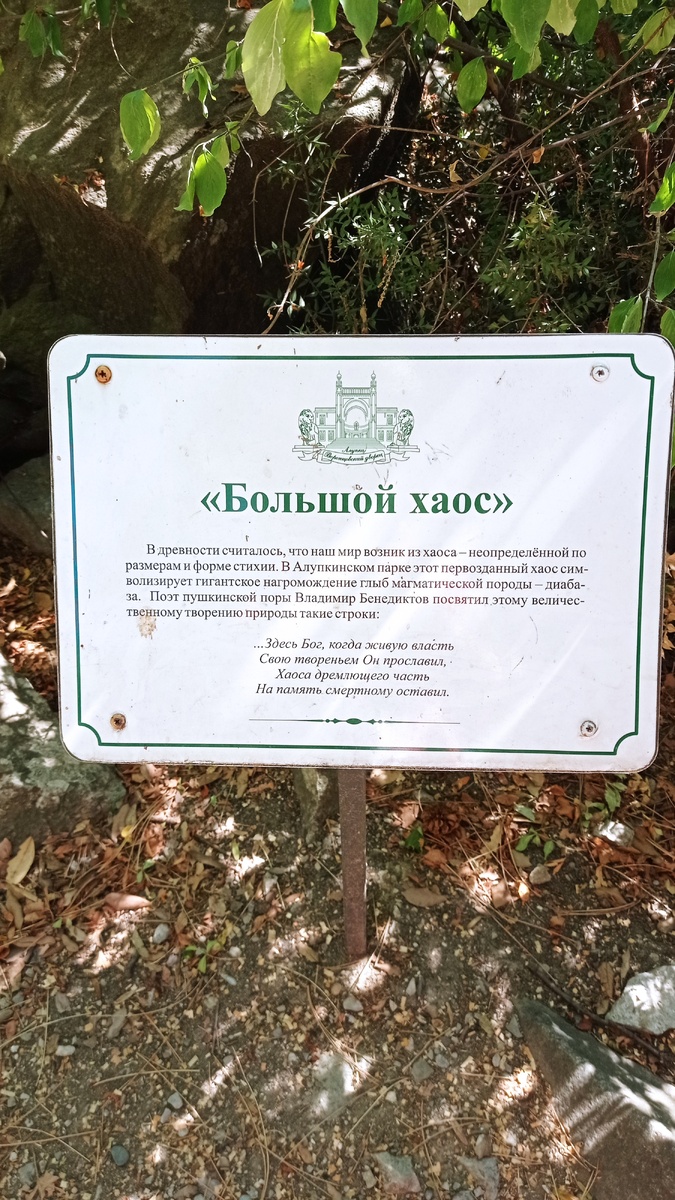 Алупка
Воронцовский дворец
«Большой хаос»
В древности считалось, что наш мир возник из хаоса – неопределённой по
размерам и форме стихии. В Алупкинском парке этот первозданный хаос сим-
волизирует гигантское нагромождение глыб магматической породы – диаба-
за. Поэт пушкинской поры Владимир Бенедиктов посвятил этому величес-
твенному творению природы такие строки:
...Здесь Бог, когда живую власть
Свою твореньем Он прославил,
Хаоса дремлющего часть
На память смертному оставил.